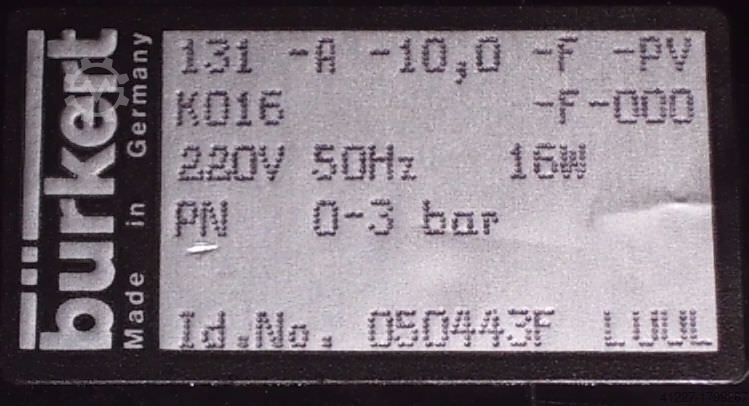 bürkert
Made in Germany
131 -A -10,0 -F -PV
K016 -F-000
220V 50Hz 16W
PN 0-3 bar
Id.No. 050443F